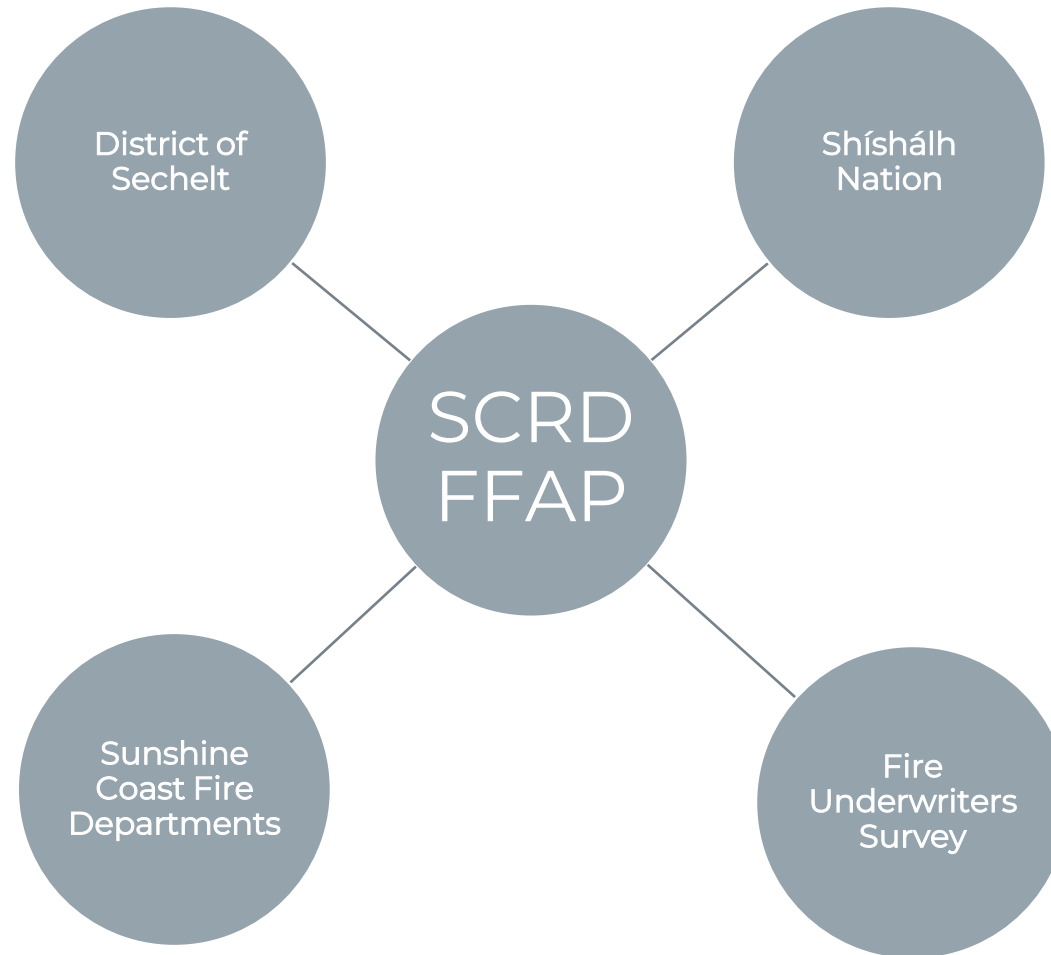 District of
Sechelt
Shíshálh
Nation
SCRD
FFAP
Sunshine
Coast Fire
Departments
Fire
Underwriters
Survey